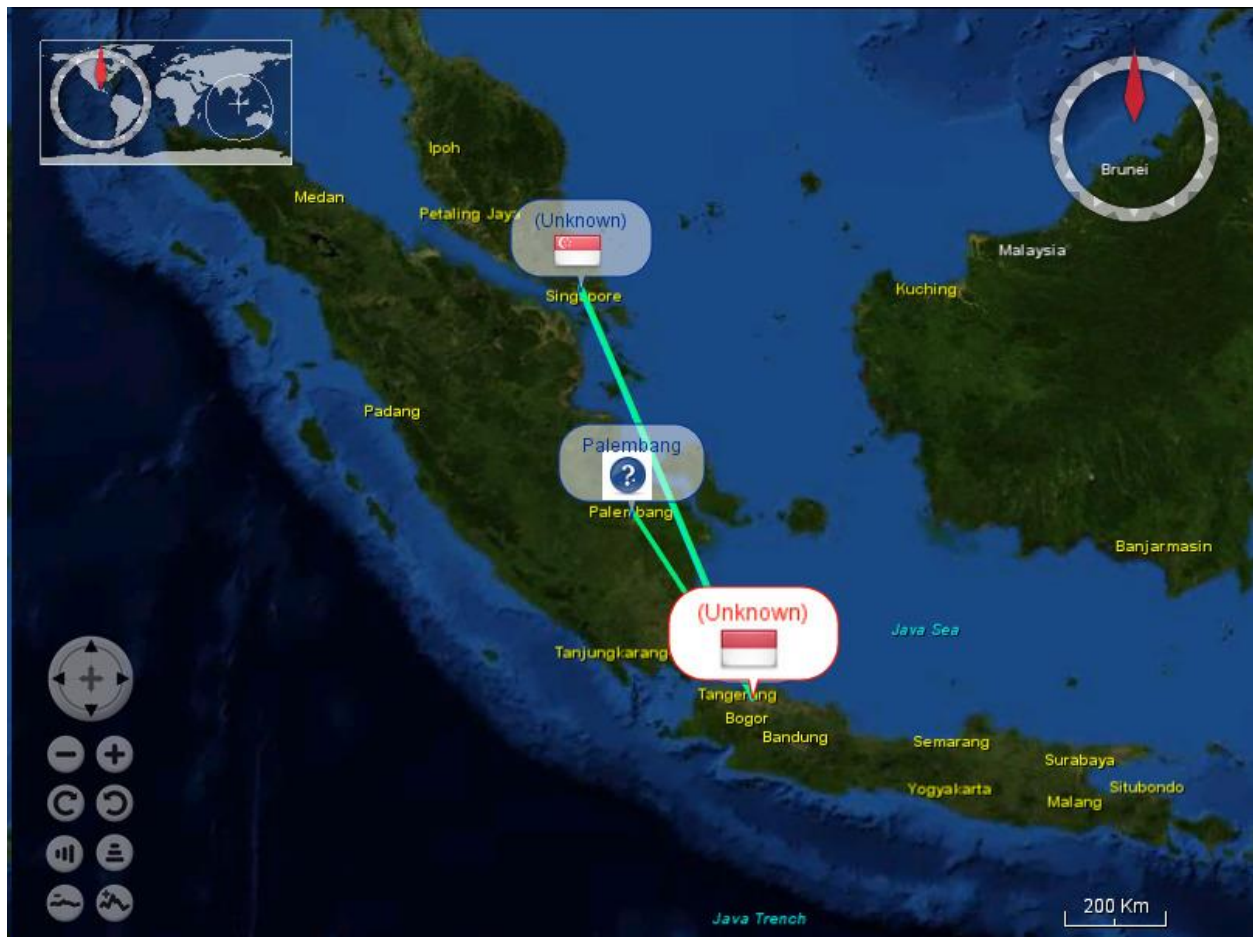 Ipoh
Brunei
Medan
Petaling Jaya
(Unknown)
Malaysia
Kuching
Singapore
Padang
Palembang
?
Palembang
Banjarmasin
(Unknown)
Java Sea
Tanjungkarang
Tangerang
Bogor
Bandung
Semarang
Surabaya
Yogyakarta
Situbondo
Malang
200 Km
Java Trench